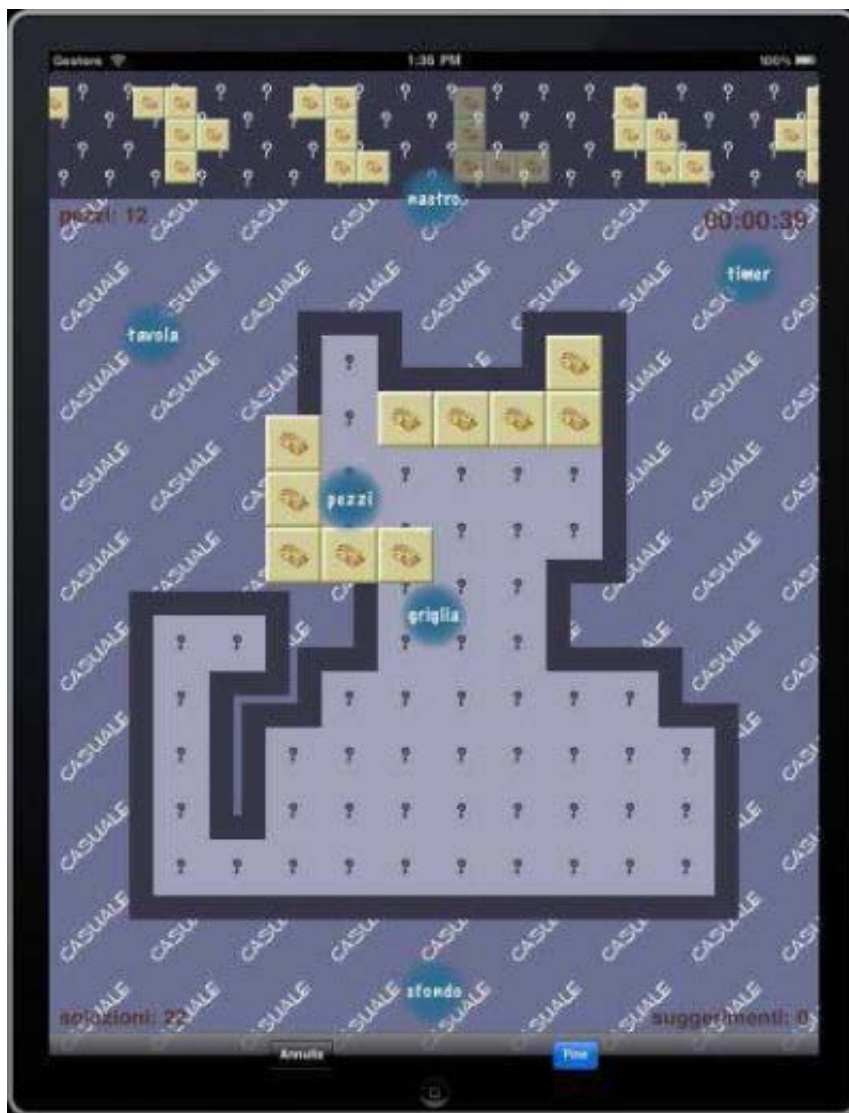 Gestore 1:36 PM 100%
nastro
pezzi: 12 00:00:39
timer
tavola
pezzi
griglia
sfondo
soluzioni: 22 suggerimenti: 0
Annulla Fine
CASUALE